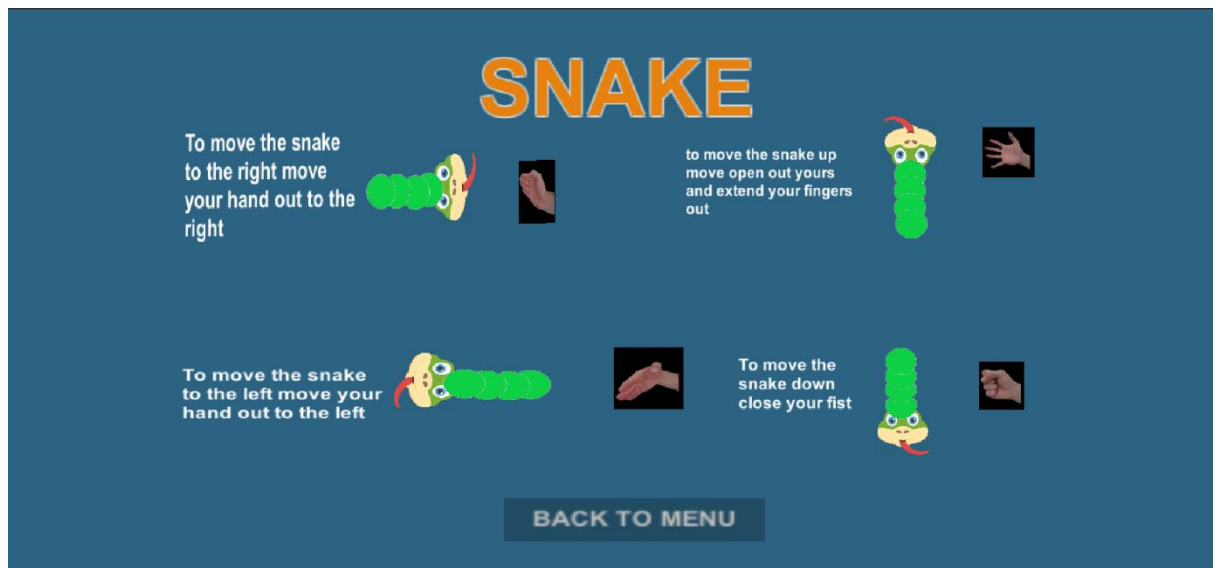 SNAKE
To move the snake
to the right move
your hand out to the
right
to move the snake up
move open out yours
and extend your fingers
out
To move the snake
to the left move your
hand out to the left
To move the
snake down
close your fist
BACK TO MENU